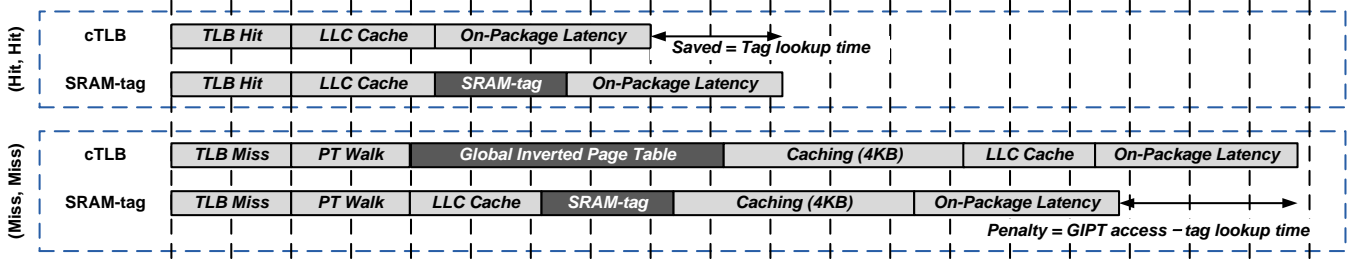 (Hit, Hit)
cTLB TLB Hit LLC Cache On-Package Latency
Saved = Tag lookup time
SRAM-tag TLB Hit LLC Cache SRAM-tag On-Package Latency
(Miss, Miss)
cTLB TLB Miss PT Walk Global Inverted Page Table Caching (4KB) LLC Cache On-Package Latency
SRAM-tag TLB Miss PT Walk LLC Cache SRAM-tag Caching (4KB) On-Package Latency
Penalty = GIPT access – tag lookup time